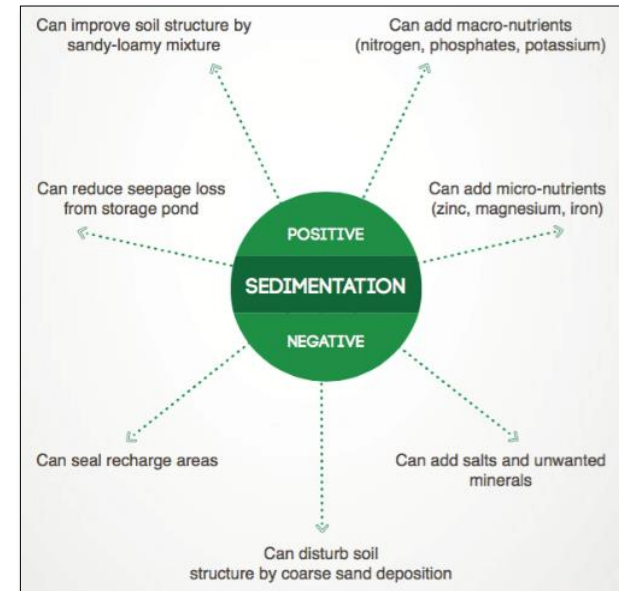 Can improve soil structure by
sandy-loamy mixture
Can add macro-nutrients
(nitrogen, phosphates, potassium)
Can reduce seepage loss
from storage pond
Can add micro-nutrients
(zinc, magnesium, iron)
POSITIVE
SEDIMENTATION
NEGATIVE
Can seal recharge areas
Can add salts and unwanted
minerals
Can disturb soil
structure by coarse sand deposition